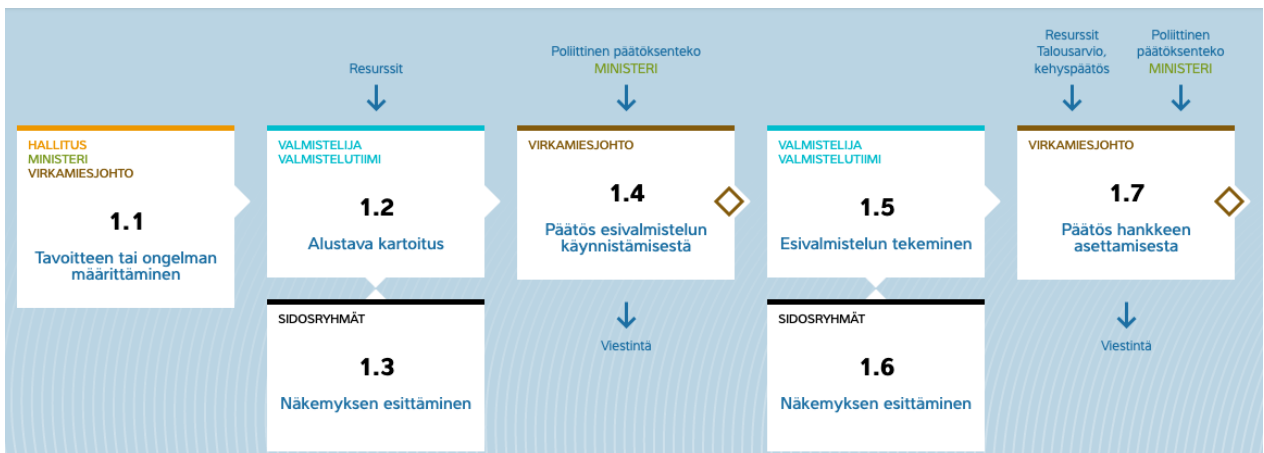 Resurssit
Poliittinen päätöksenteko
MINISTERI
Resurssit
Talousarvio,
kehyspäätös
Poliittinen
päätöksenteko
MINISTERI
HALLITUS
MINISTERI
VIRKAMIESJOHTO
1.1
Tavoitteen tai ongelman
määrittäminen
VALMISTELIJA
VALMISTELUTIIMI
1.2
Alustava kartoitus
SIDOSRYHMÄT
1.3
Näkemyksen esittäminen
VIRKAMIESJOHTO
1.4
Päätös esivalmistelun
käynnistämisestä
Viestintä
VALMISTELIJA
VALMISTELUTIIMI
1.5
Esivalmistelun tekeminen
SIDOSRYHMÄT
1.6
Näkemyksen esittäminen
VIRKAMIESJOHTO
1.7
Päätös hankkeen
asettamisesta
Viestintä